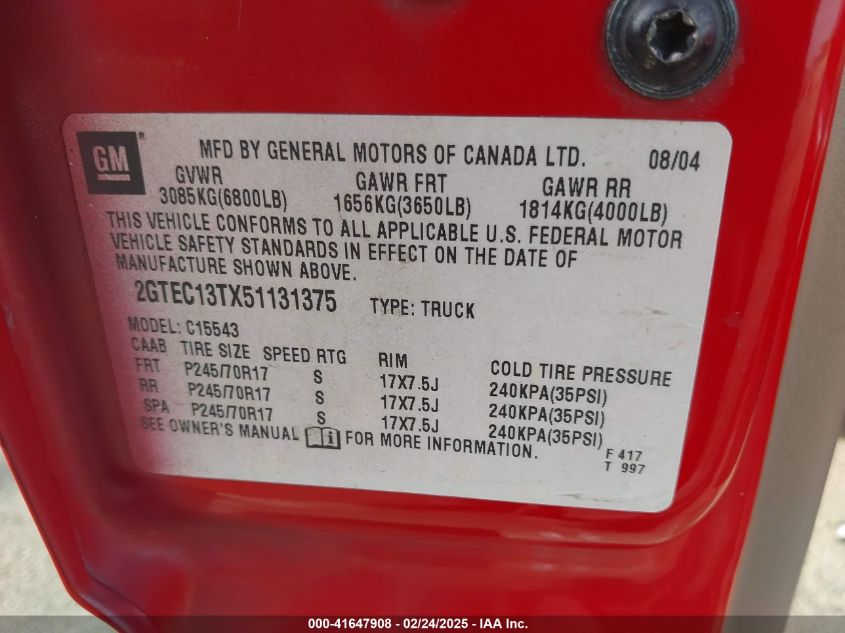 GM ® MFD BY GENERAL MOTORS OF CANADA LTD. 08/04
GVWR GAWR FRT GAWR RR
3085KG(6800LB) 1656KG(3650LB) 1814KG(4000LB)
THIS VEHICLE CONFORMS TO ALL APPLICABLE U.S. FEDERAL MOTOR
VEHICLE SAFETY STANDARDS IN EFFECT ON THE DATE OF
MANUFACTURE SHOWN ABOVE.
2GTEC13TX51131375 TYPE: TRUCK
MODEL: C15543
CAAB TIRE SIZE SPEED RTG RIM COLD TIRE PRESSURE
FRT P245/70R17 S 17X7.5J 240KPA(35PSI)
RR P245/70R17 S 17X7.5J 240KPA(35PSI)
SPA P245/70R17 S 17X7.5J 240KPA(35PSI)
SEE OWNER'S MANUAL FOR MORE INFORMATION.
F 417
T 997
000-41647908 - 02/24/2025 - IAA Inc.